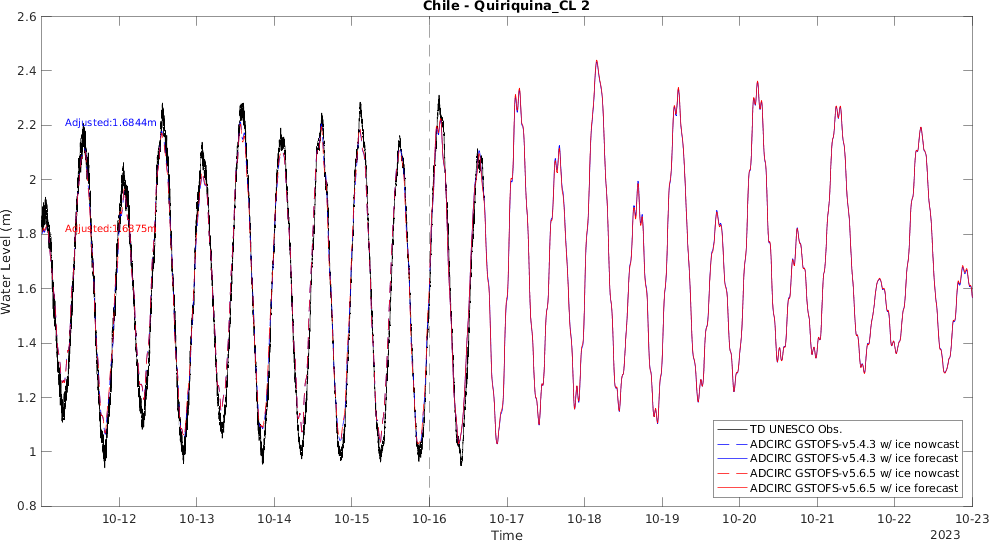 Chile - Quiriquina_CL 2
2.6
2.4
2.2
2
1.8
1.6
1.4
1.2
1
0.8
Water Level (m)
Adjusted:1.6844m
Adjusted:1.6375m
TD UNESCO Obs.
ADCIRC GSTOFS-v5.4.3 w/ ice nowcast
ADCIRC GSTOFS-v5.4.3 w/ ice forecast
ADCIRC GSTOFS-v5.6.5 w/ ice nowcast
ADCIRC GSTOFS-v5.6.5 w/ ice forecast
10-12 10-13 10-14 10-15 10-16 10-17 10-18 10-19 10-20 10-21 10-22 10-23
Time
2023